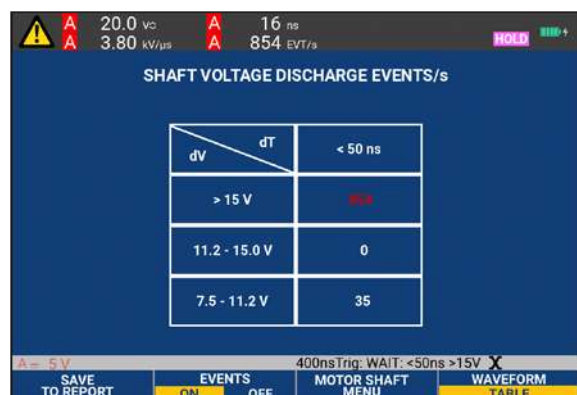 A 20.0 V A 16 ns
A 3.80 kV/µs A 854 EVT/s HOLD
SHAFT VOLTAGE DISCHARGE EVENTS/s
dT
dV < 50 ns
> 15 V
11.2 - 15.0 V 0
7.5 - 11.2 V 35
A= 5 V 400nsTrig: WAIT: <50ns >15V X
SAVE EVENTS MOTOR SHAFT WAVEFORM
TO REPORT ON OFF MENU TABLE